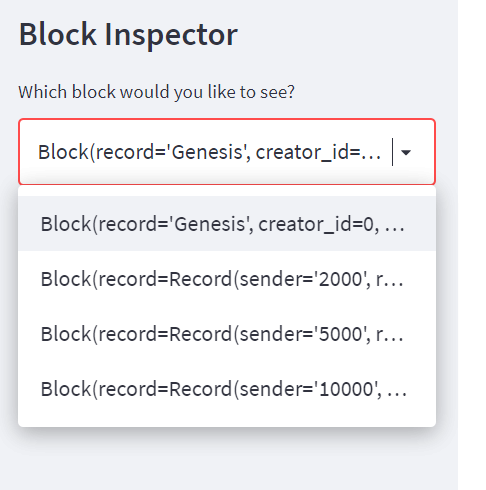 Block Inspector
Which block would you like to see?
Block(record='Genesis', creator_id=...
Block(record='Genesis', creator_id=0, ...
Block(record=Record(sender='2000', r...
Block(record=Record(sender='5000', r...
Block(record=Record(sender='10000', ...